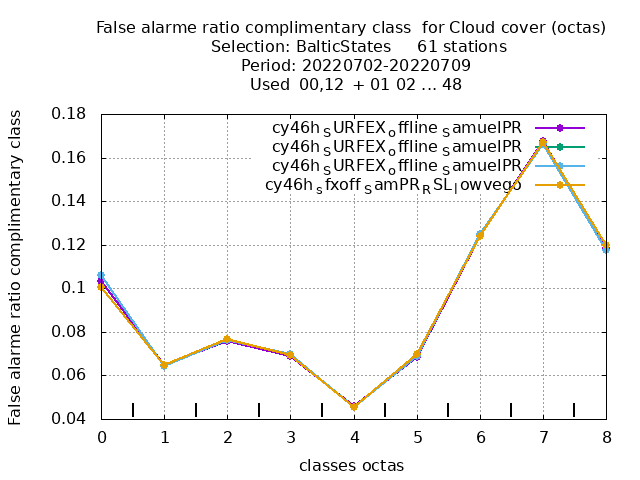 False alarme ratio complimentary class  for Cloud cover (octas)
Selection: BalticStates     61 stations
Period: 20220702-20220709
Used  00,12  + 01 02 ... 48
False alarme ratio complimentary class
0.18
0.16
0.14
0.12
0.1
0.08
0.06
0.04
cy46h_SURFEX_offline_SamuelPR
cy46h_SURFEX_offline_SamuelPR
cy46h_SURFEX_offline_SamuelPR
cy46h_sfxoff_SamPR_RSL_lowvego
0 1 2 3 4 5 6 7 8
classes octas